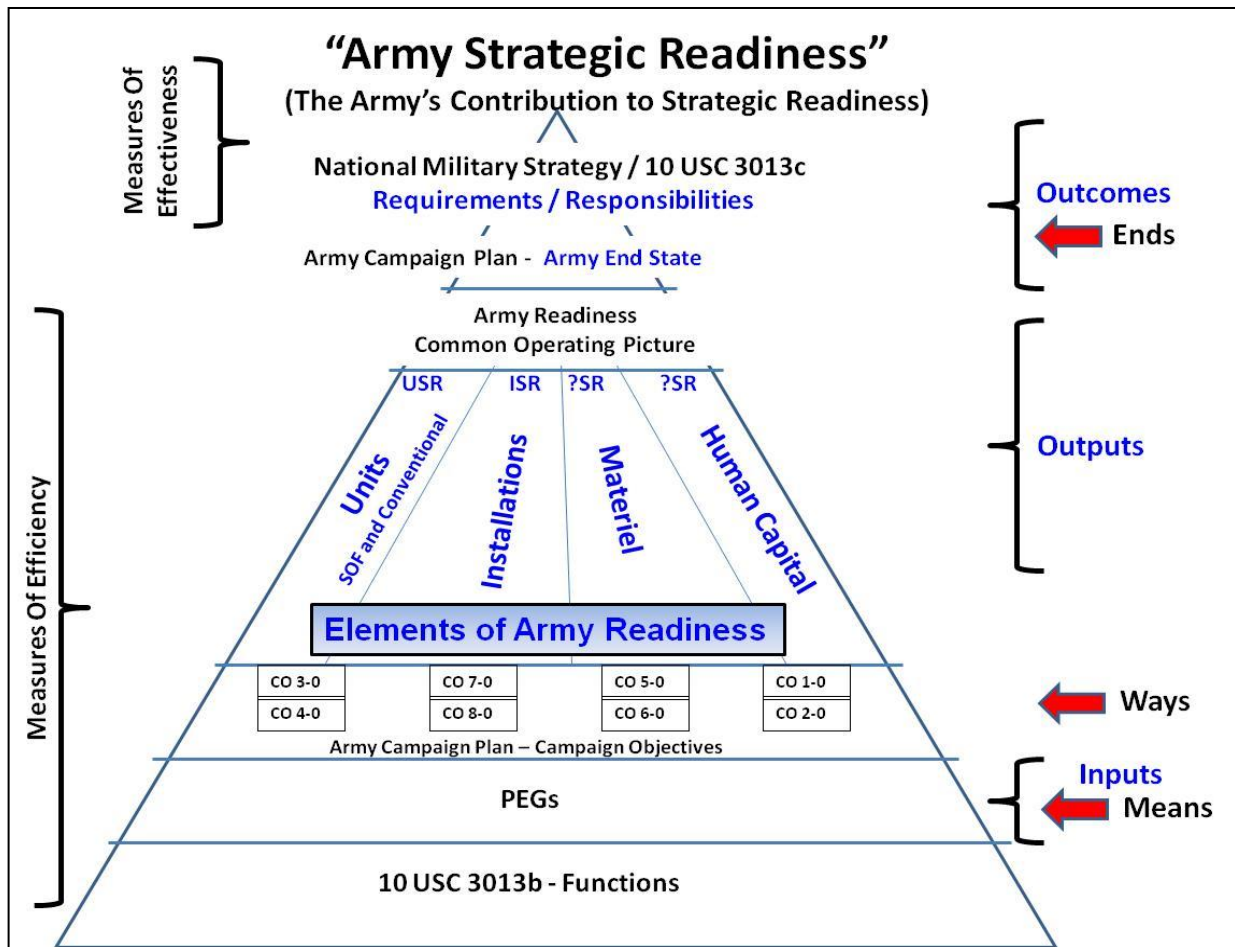 “Army Strategic Readiness”
(The Army’s Contribution to Strategic Readiness)
Measures Of
Effectiveness
National Military Strategy / 10 USC 3013c
Requirements / Responsibilities
Outcomes
Ends
Army Campaign Plan - Army End State
Army Readiness
Common Operating Picture
Measures Of Efficiency
USR ISR ?SR ?SR
Units
SOF and Conventional
Installations
Materiel
Human Capital
Outputs
Elements of Army Readiness
CO 3-0 CO 7-0 CO 5-0 CO 1-0
CO 4-0 CO 8-0 CO 6-0 CO 2-0
Ways
Army Campaign Plan – Campaign Objectives
Inputs
PEGs
Means
10 USC 3013b - Functions